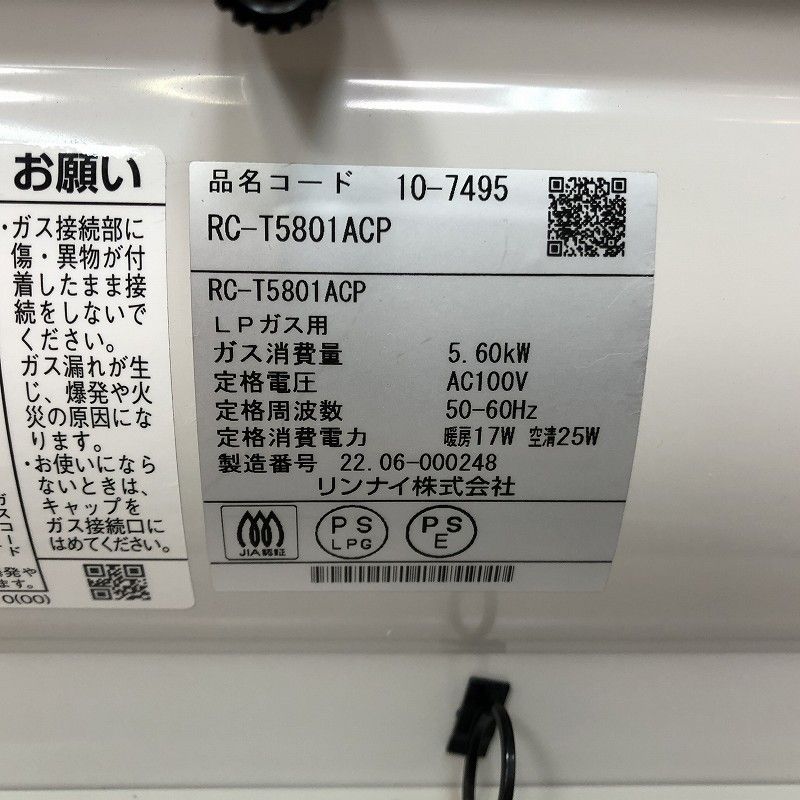 お願い
・ガス接続部に
傷・異物が付
着したまま接
続をしないで
ください。
ガス漏れが生
じ、爆発や火
災の原因にな
ります。
・お使いになら
ないときは、
キャップを
ガス接続口に
はめてください。
0(00)
品名コード 10-7495
RC-T5801ACP
RC-T5801ACP
LPガス用
ガス消費量 5.60kW
定格電圧 AC100V
定格周波数 50-60Hz
定格消費電力 暖房17W 空清25W
製造番号 22.06-000248
リンナイ株式会社
JIA認証
PS
LPG
PS
E